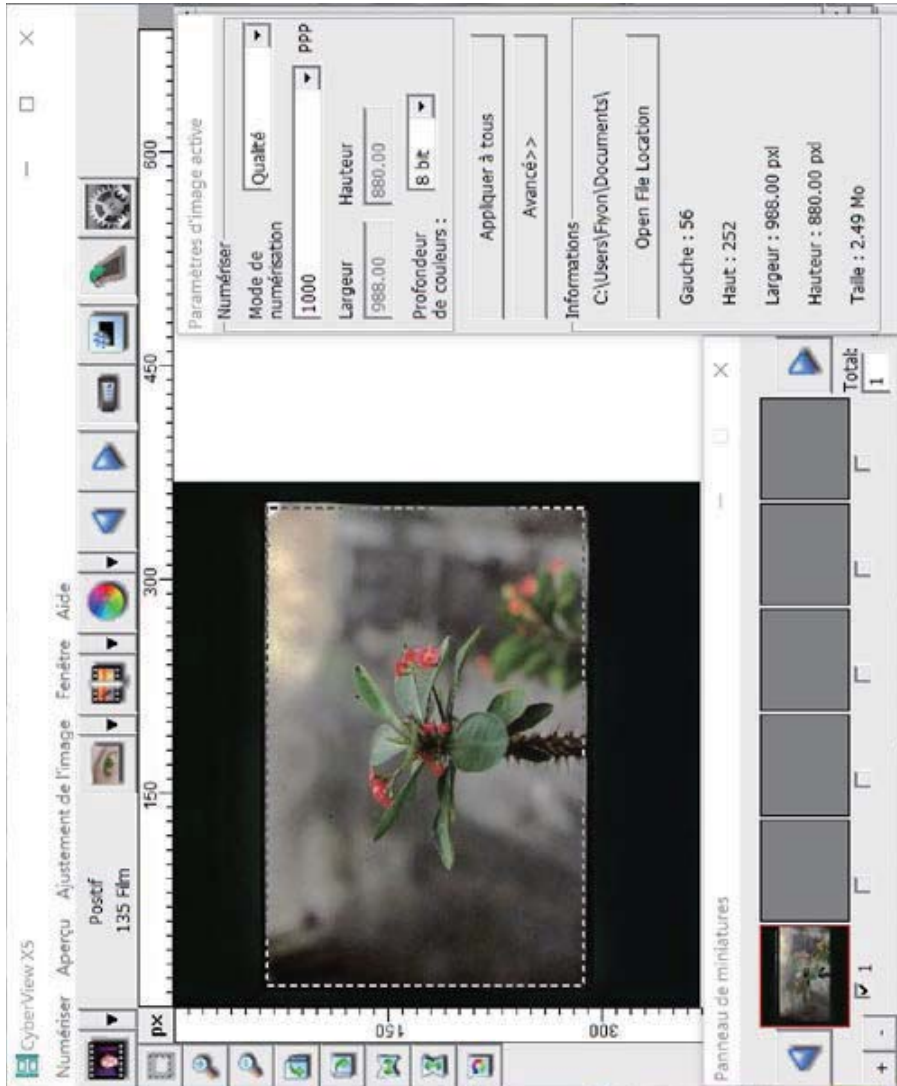 CyberView X5
Numériser Aperçu Ajustement de l'image Fenêtre Aide
Positif
135 Film
px
150
300
450
600
150
300
Paramètres d'image active
Numériser
Mode de numérisation
Qualité
1000 ppp
Largeur Hauteur
988.00 880.00
Profondeur de couleurs :
8 bit
Appliquer à tous
Avancé>>
Informations
C:\Users\Fiyon\Documents\
Open File Location
Gauche : 56
Haut : 252
Largeur : 988.00 pxl
Hauteur : 880.00 pxl
Taille : 2.49 Mo
Panneau de miniatures
1
Total:
1
+ -